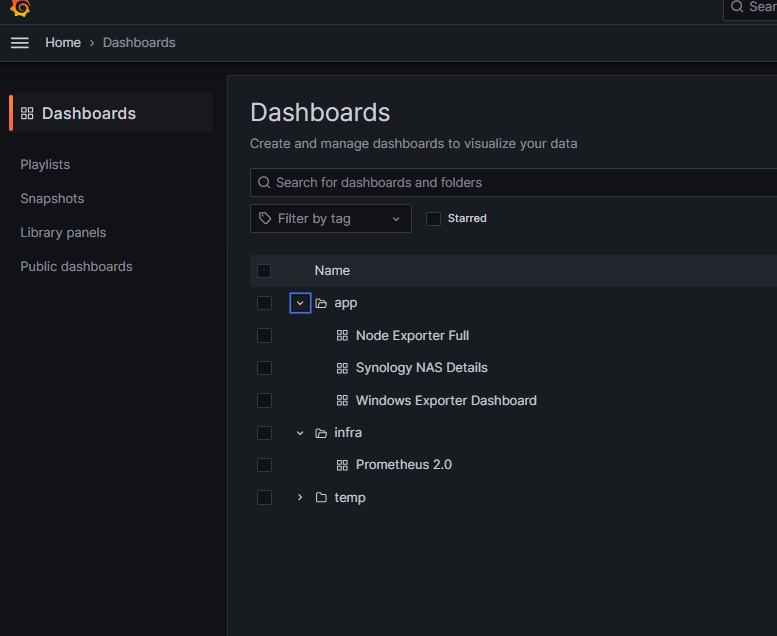 Sear
Home › Dashboards
Dashboards
Playlists
Snapshots
Library panels
Public dashboards
Dashboards
Create and manage dashboards to visualize your data
Search for dashboards and folders
Filter by tag
Starred
Name
app
Node Exporter Full
Synology NAS Details
Windows Exporter Dashboard
infra
Prometheus 2.0
temp